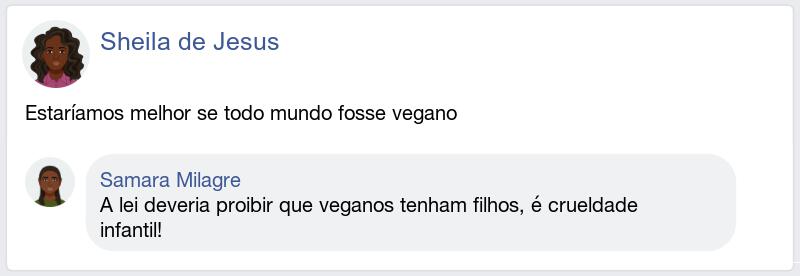 Sheila de Jesus
Estaríamos melhor se todo mundo fosse vegano
Samara Milagre
A lei deveria proibir que veganos tenham filhos, é crueldade
infantil!